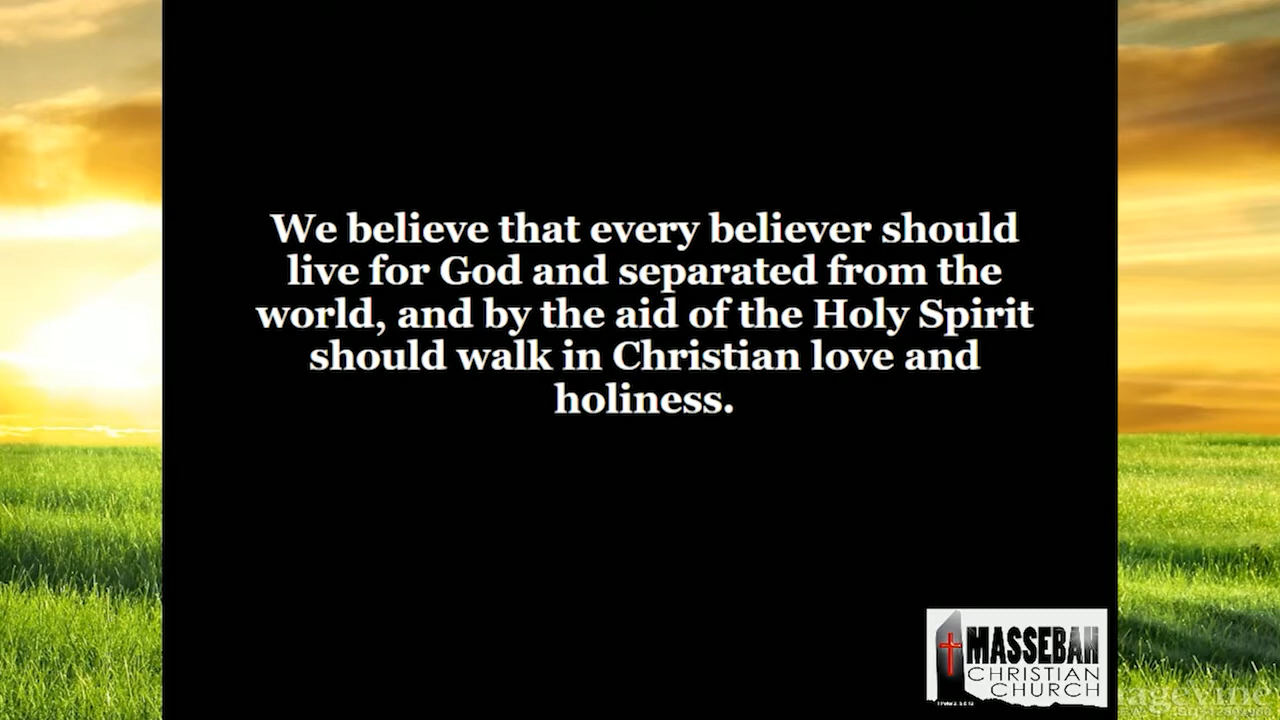 We believe that every believer should
live for God and separated from the
world, and by the aid of the Holy Spirit
should walk in Christian love and
holiness.
MASSEBAH
CHRISTIAN
CHURCH